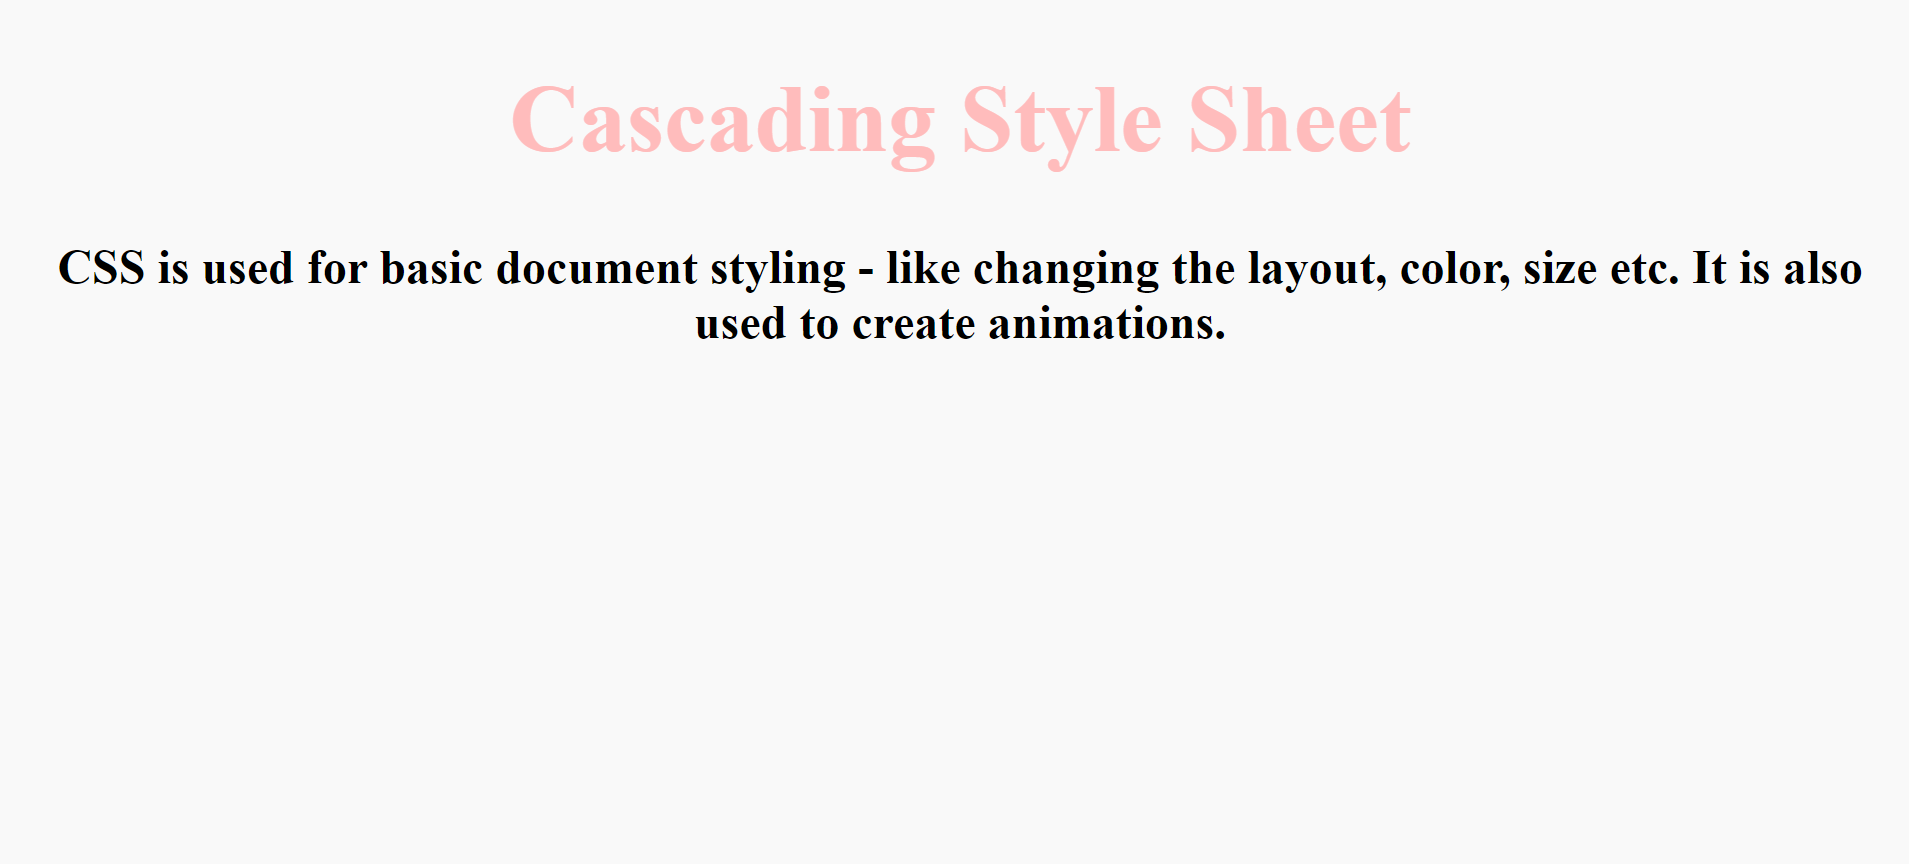 Cascading Style Sheet
CSS is used for basic document styling - like changing the layout, color, size etc. It is also
used to create animations.